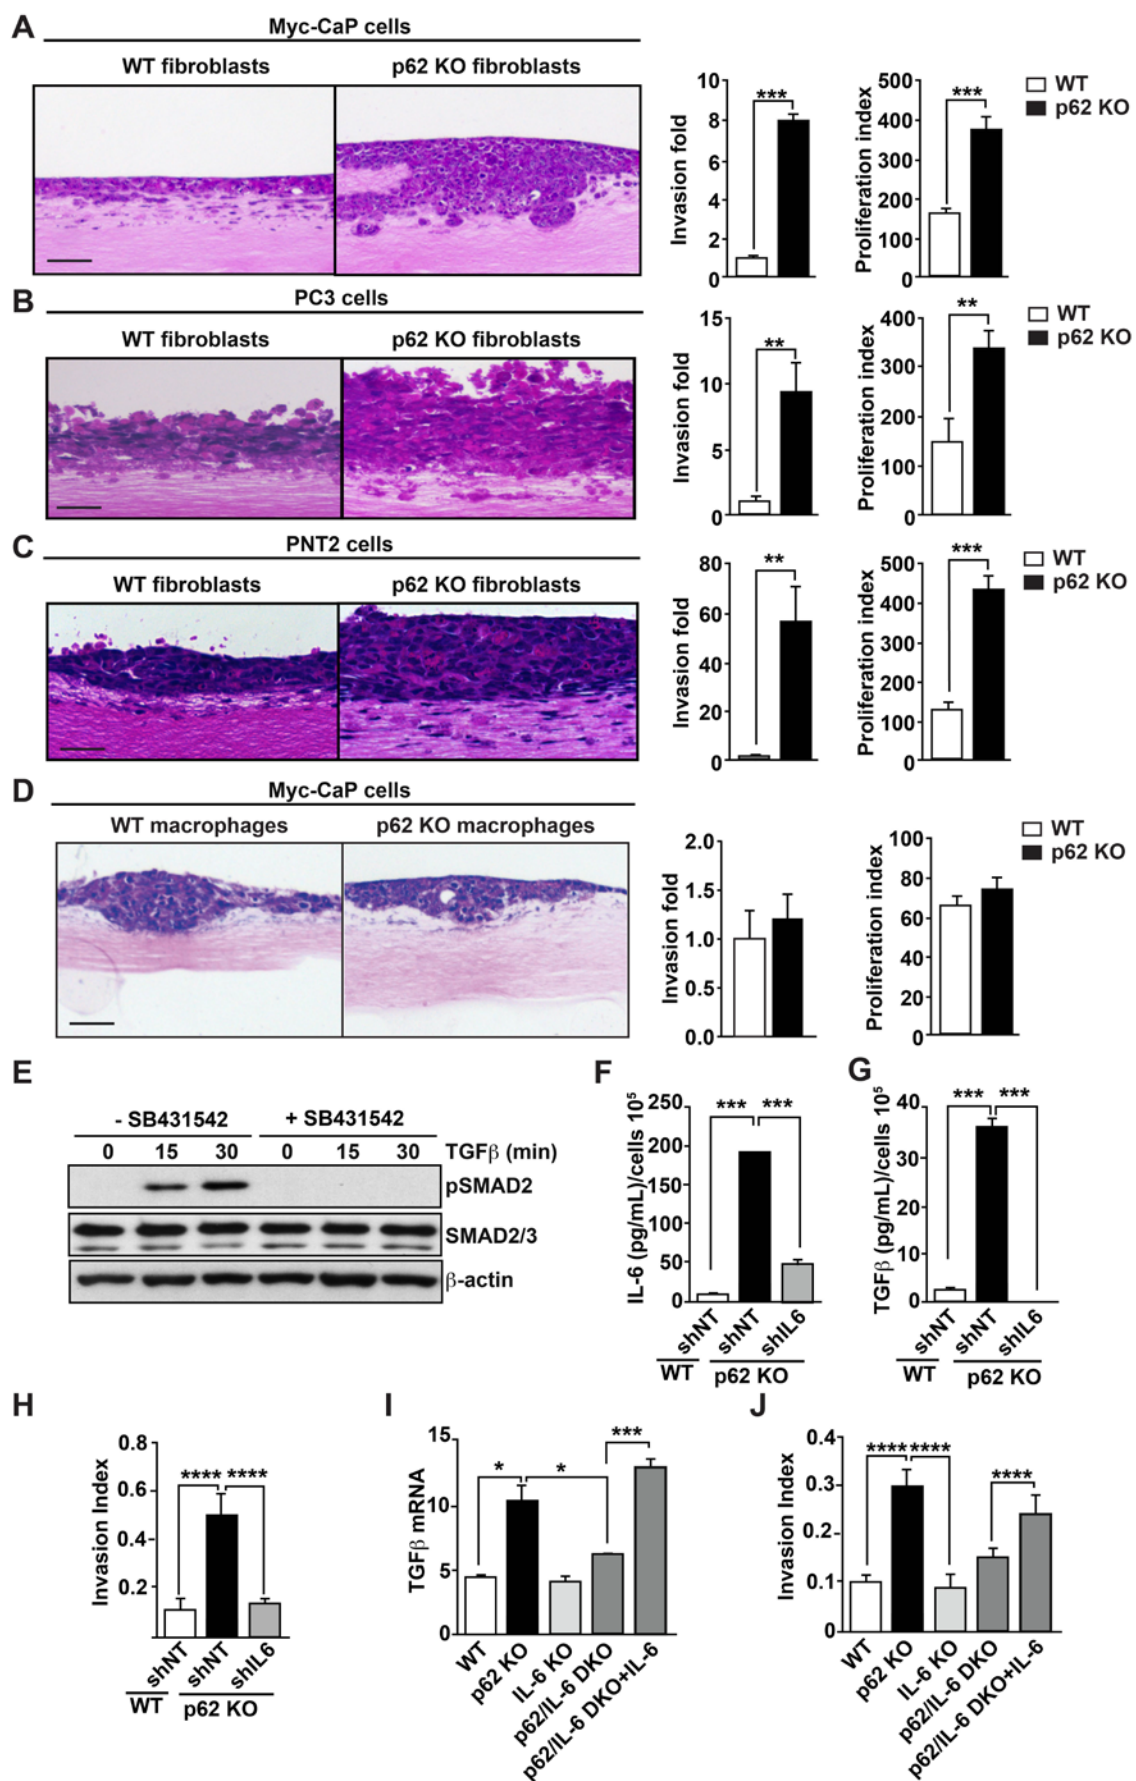 A
Myc-CaP cells
WT fibroblasts
p62 KO fibroblasts
Invasion fold
10
8
6
4
2
0
***
Proliferation index
500
400
300
200
100
0
***
WT
p62 KO
B
PC3 cells
WT fibroblasts
p62 KO fibroblasts
Invasion fold
15
10
5
0
**
Proliferation index
400
300
200
100
0
**
WT
p62 KO
C
PNT2 cells
WT fibroblasts
p62 KO fibroblasts
Invasion fold
80
60
40
20
0
**
Proliferation index
500
400
300
200
100
0
***
WT
p62 KO
D
Myc-CaP cells
WT macrophages
p62 KO macrophages
Invasion fold
2.0
1.5
1.0
0.5
0.0
Proliferation index
100
80
60
40
20
0
WT
p62 KO
E
- SB431542
+ SB431542
0 15 30 0 15 30 TGFβ (min)
pSMAD2
SMAD2/3
β-actin
F
IL-6 (pg/mL)/cells 10⁵
250
200
150
100
50
0
*** ***
shNT shNT shIL6
WT p62 KO
G
TGFβ (pg/mL)/cells 10⁵
40
30
20
10
0
*** ***
shNT shNT shIL6
WT p62 KO
H
Invasion Index
0.8
0.6
0.4
0.2
**** ****
shNT shNT shIL6
WT p62 KO
I
TGFβ mRNA
15
10
5
0
* * ***
WT
p62 KO
IL-6 KO
p62/IL-6 DKO
p62/IL-6 DKO+IL-6
J
Invasion Index
0.4
0.3
0.2
0.1
0
**** **** ****
WT
p62 KO
IL-6 KO
p62/IL-6 DKO
p62/IL-6 DKO+IL-6